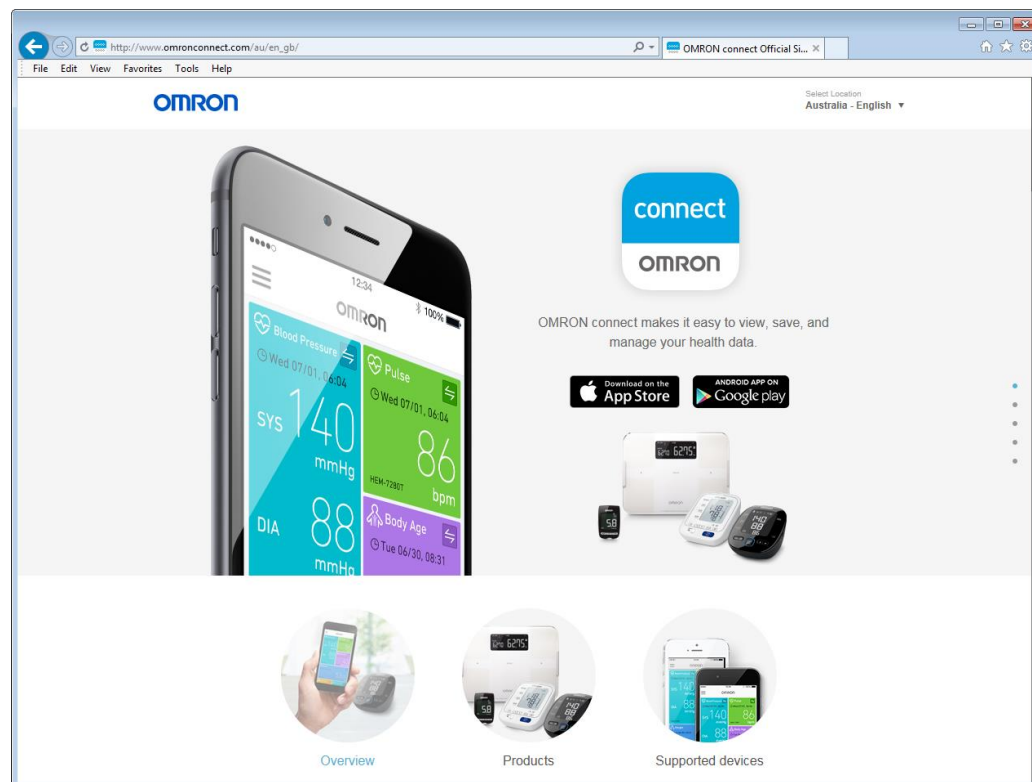 http://www.omronconnect.com/au/en_gb/
OMRON connect Official Si...
File Edit View Favorites Tools Help
OMRON
Select Location
Australia - English
12:34
100%
OMRON
Blood Pressure
Wed 07/01, 06:04
SYS 140
mmHg
DIA 88
mmHg
Pulse
Wed 07/01, 06:04
86
HEM-7280T
bpm
Body Age
Tue 06/30, 08:31
connect
OMRON
OMRON connect makes it easy to view, save, and
manage your health data.
Download on the
App Store
ANDROID APP ON
Google play
5.8
140
88
Overview
Products
Supported devices